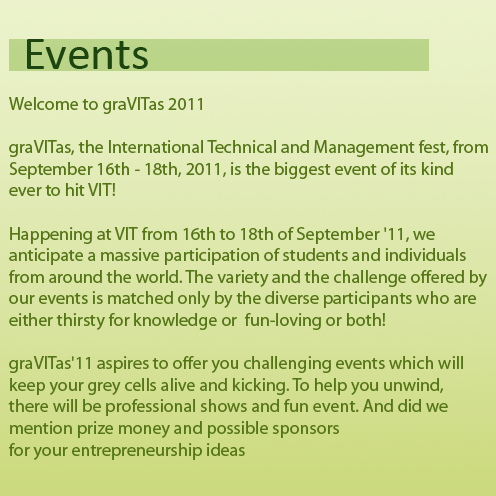 Events
Welcome to graVITas 2011
graVITas, the International Technical and Management fest, from
September 16th - 18th, 2011, is the biggest event of its kind
ever to hit VIT!
Happening at VIT from 16th to 18th of September '11, we
anticipate a massive participation of students and individuals
from around the world. The variety and the challenge offered by
our events is matched only by the diverse participants who are
either thirsty for knowledge or  fun-loving or both!
graVITas'11 aspires to offer you challenging events which will
keep your grey cells alive and kicking. To help you unwind,
there will be professional shows and fun event. And did we
mention prize money and possible sponsors
for your entrepreneurship ideas